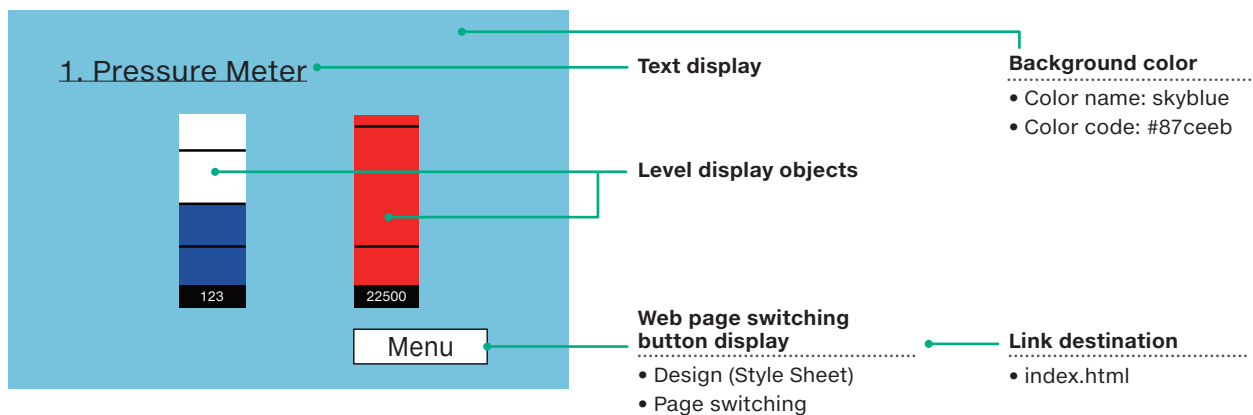 1. Pressure Meter
123
22500
Menu
Text display
Level display objects
Web page switching
button display
• Design (Style Sheet)
• Page switching
Background color
• Color name: skyblue
• Color code: #87ceeb
Link destination
• index.html